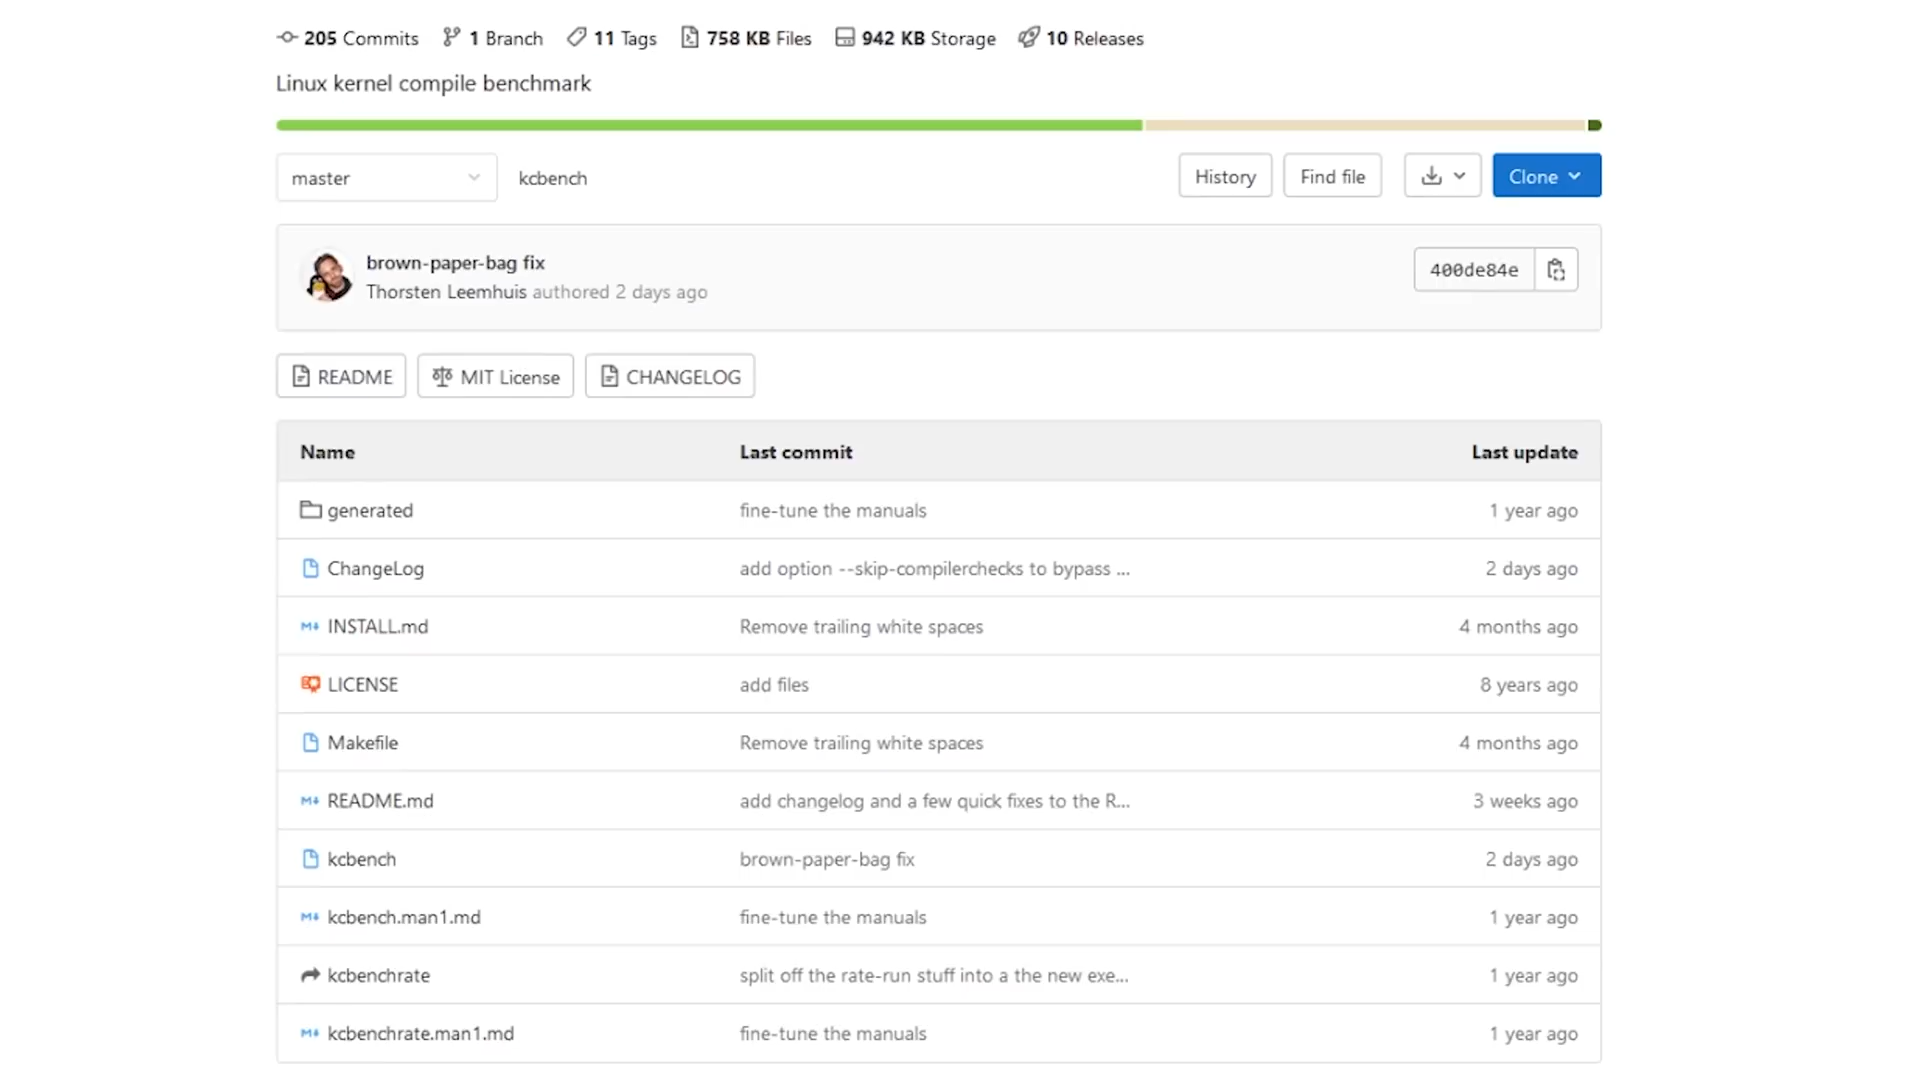 205 Commits 1 Branch 11 Tags 758 KB Files 942 KB Storage 10 Releases
Linux kernel compile benchmark
master kcbench History Find file Clone
brown-paper-bag fix
Thorsten Leemhuis authored 2 days ago
400de84e
README MIT License CHANGELOG
Name Last commit Last update
generated fine-tune the manuals 1 year ago
ChangeLog add option --skip-compilerchecks to bypass ... 2 days ago
INSTALL.md Remove trailing white spaces 4 months ago
LICENSE add files 8 years ago
Makefile Remove trailing white spaces 4 months ago
README.md add changelog and a few quick fixes to the R... 3 weeks ago
kcbench brown-paper-bag fix 2 days ago
kcbench.man1.md fine-tune the manuals 1 year ago
kcbenchrate split off the rate-run stuff into a the new exe... 1 year ago
kcbenchrate.man1.md fine-tune the manuals 1 year ago